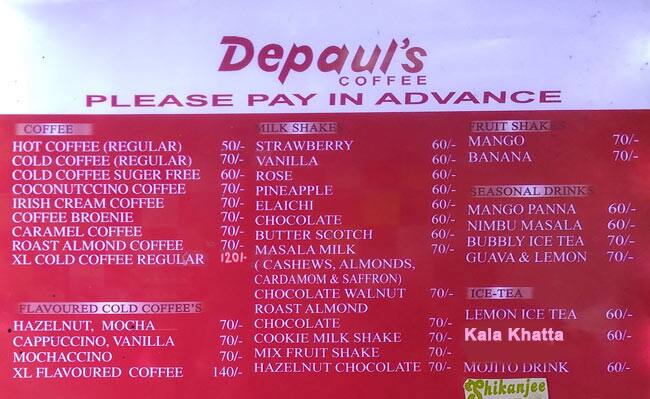 Depaul's
COFFEE
PLEASE PAY IN ADVANCE
COFFEE
HOT COFFEE (REGULAR) 50/-
COLD COFFEE (REGULAR) 70/-
COLD COFFEE SUGER FREE 60/-
COCONUTCCINO COFFEE 70/-
IRISH CREAM COFFEE 70/-
COFFEE BROENIE 70/-
CARAMEL COFFEE 70/-
ROAST ALMOND COFFEE 70/-
XL COLD COFFEE REGULAR 120/-
FLAVOURED COLD COFFEE'S
HAZELNUT, MOCHA 70/-
CAPPUCCINO, VANILLA 70/-
MOCHACCINO 70/-
XL FLAVOURED COFFEE 140/-
MILK SHAKES
STRAWBERRY 60/-
VANILLA 60/-
ROSE 60/-
PINEAPPLE 60/-
ELAICHI 60/-
CHOCOLATE 60/-
BUTTER SCOTCH 60/-
MASALA MILK 70/-
( CASHEWS, ALMONDS,
CARDAMOM & SAFFRON)
CHOCOLATE WALNUT 70/-
ROAST ALMOND
CHOCOLATE 70/-
COOKIE MILK SHAKE 70/-
MIX FRUIT SHAKE 70/-
HAZELNUT CHOCOLATE 70/-
FRUIT SHAKES
MANGO 70/-
BANANA 70/-
SEASONAL DRINKS
MANGO PANNA 60/-
NIMBU MASALA 60/-
BUBBLY ICE TEA 70/-
GUAVA & LEMON 70/-
ICE-TEA
LEMON ICE TEA 60/-
Kala Khatta 60/-
MOJITO DRINK 60/-
Shikanjee